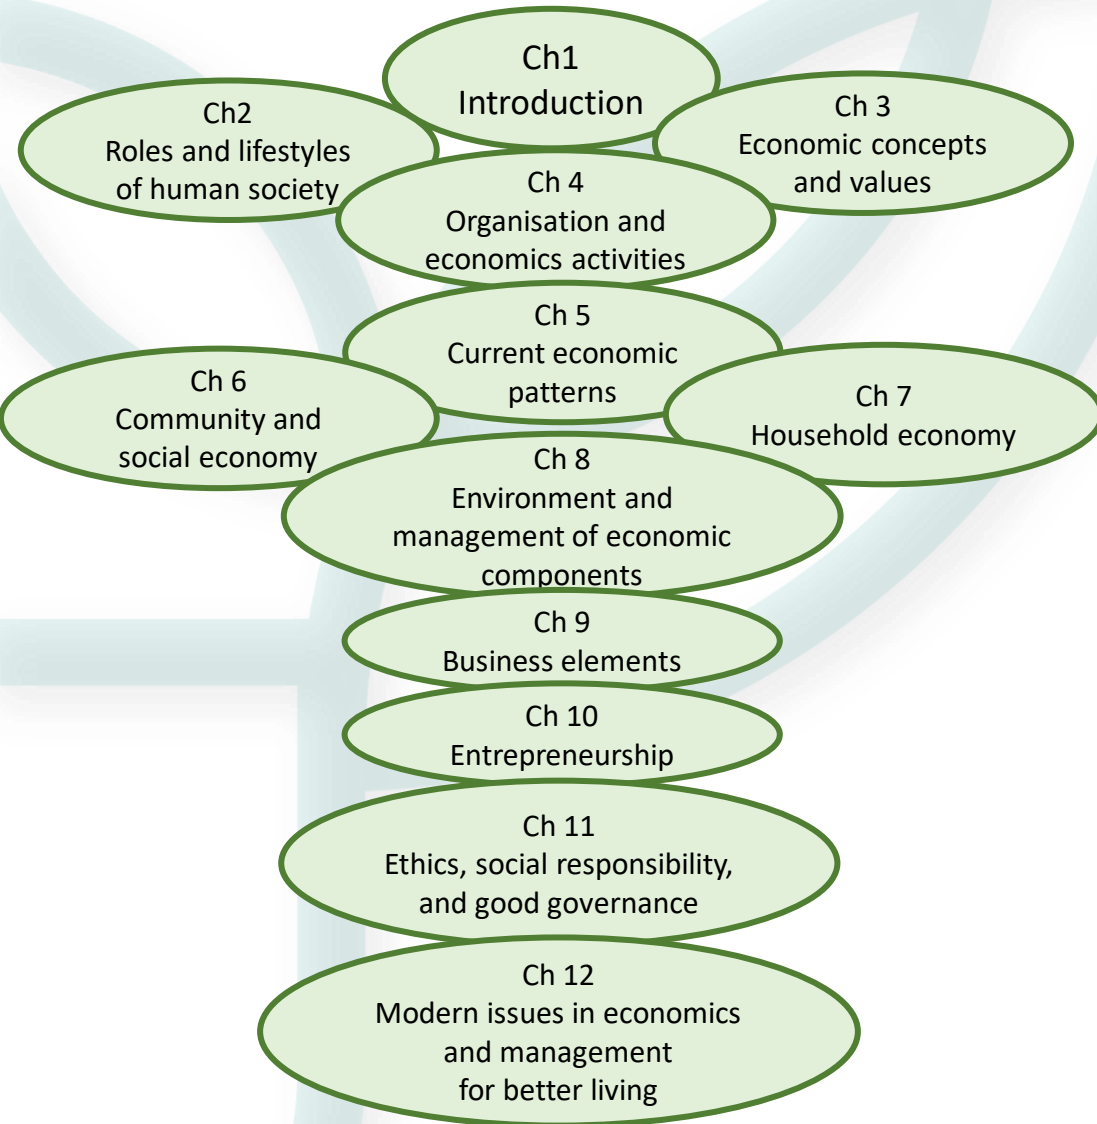 Ch1
Introduction
Ch2
Roles and lifestyles
of human society
Ch 3
Economic concepts
and values
Ch 4
Organisation and
economics activities
Ch 5
Current economic
patterns
Ch 6
Community and
social economy
Ch 7
Household economy
Ch 8
Environment and
management of economic
components
Ch 9
Business elements
Ch 10
Entrepreneurship
Ch 11
Ethics, social responsibility,
and good governance
Ch 12
Modern issues in economics
and management
for better living